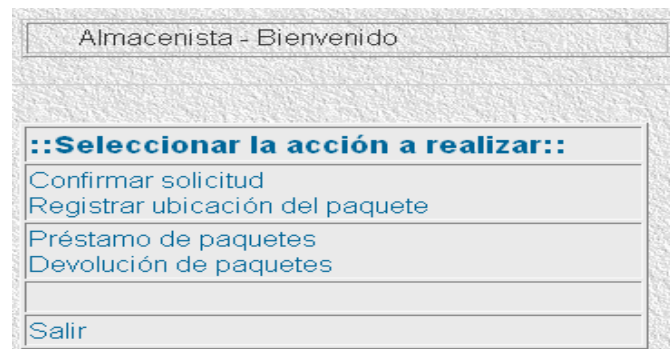 Almacenista - Bienvenido
::Seleccionar la acción a realizar::
Confirmar solicitud
Registrar ubicación del paquete
Préstamo de paquetes
Devolución de paquetes
Salir